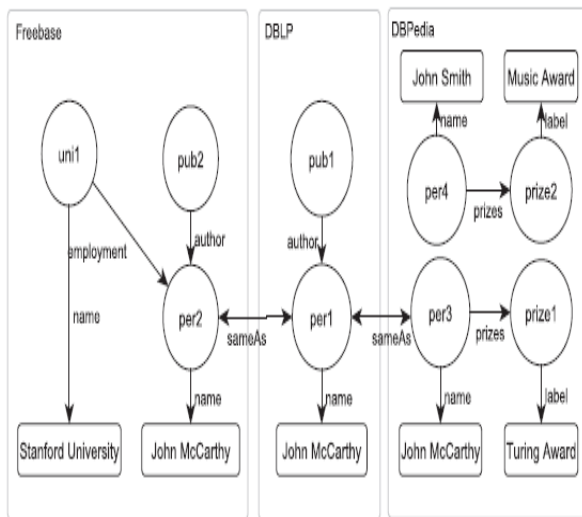 Freebase
DBLP
DBPedia
John Smith
Music Award
name
label
uni1
pub2
pub1
per4
prize2
prizes
employment
author
author
name
per2
per1
per3
prize1
sameAs
sameAs
prizes
name
name
name
label
Stanford University
John McCarthy
John McCarthy
John McCarthy
Turing Award